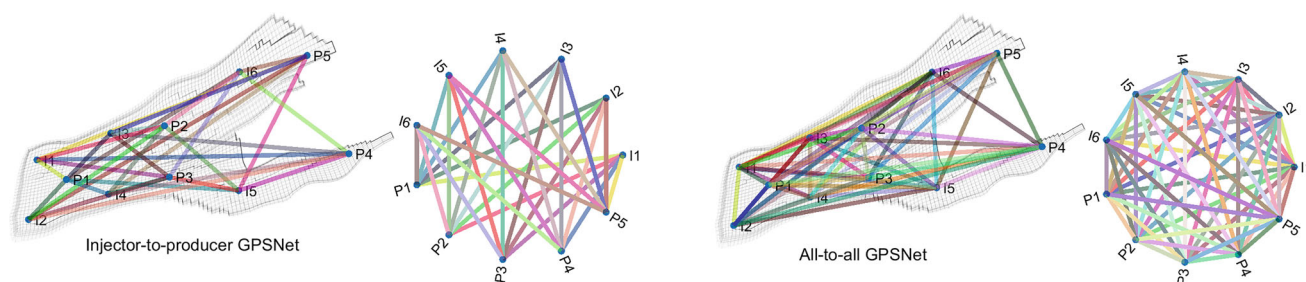 P5
I6
P2
I3
I1
P4
P1
P3
I4
I5
I2
Injector-to-producer GPSNet
I4
I3
I5
I2
I6
I1
P1
P5
P2
P4
P3
P5
I6
P2
I3
I1
P4
P3
P1
I5
I4
I2
All-to-all GPSNet
I4
I3
I5
I2
I6
I
P1
P5
P2
P4
P3